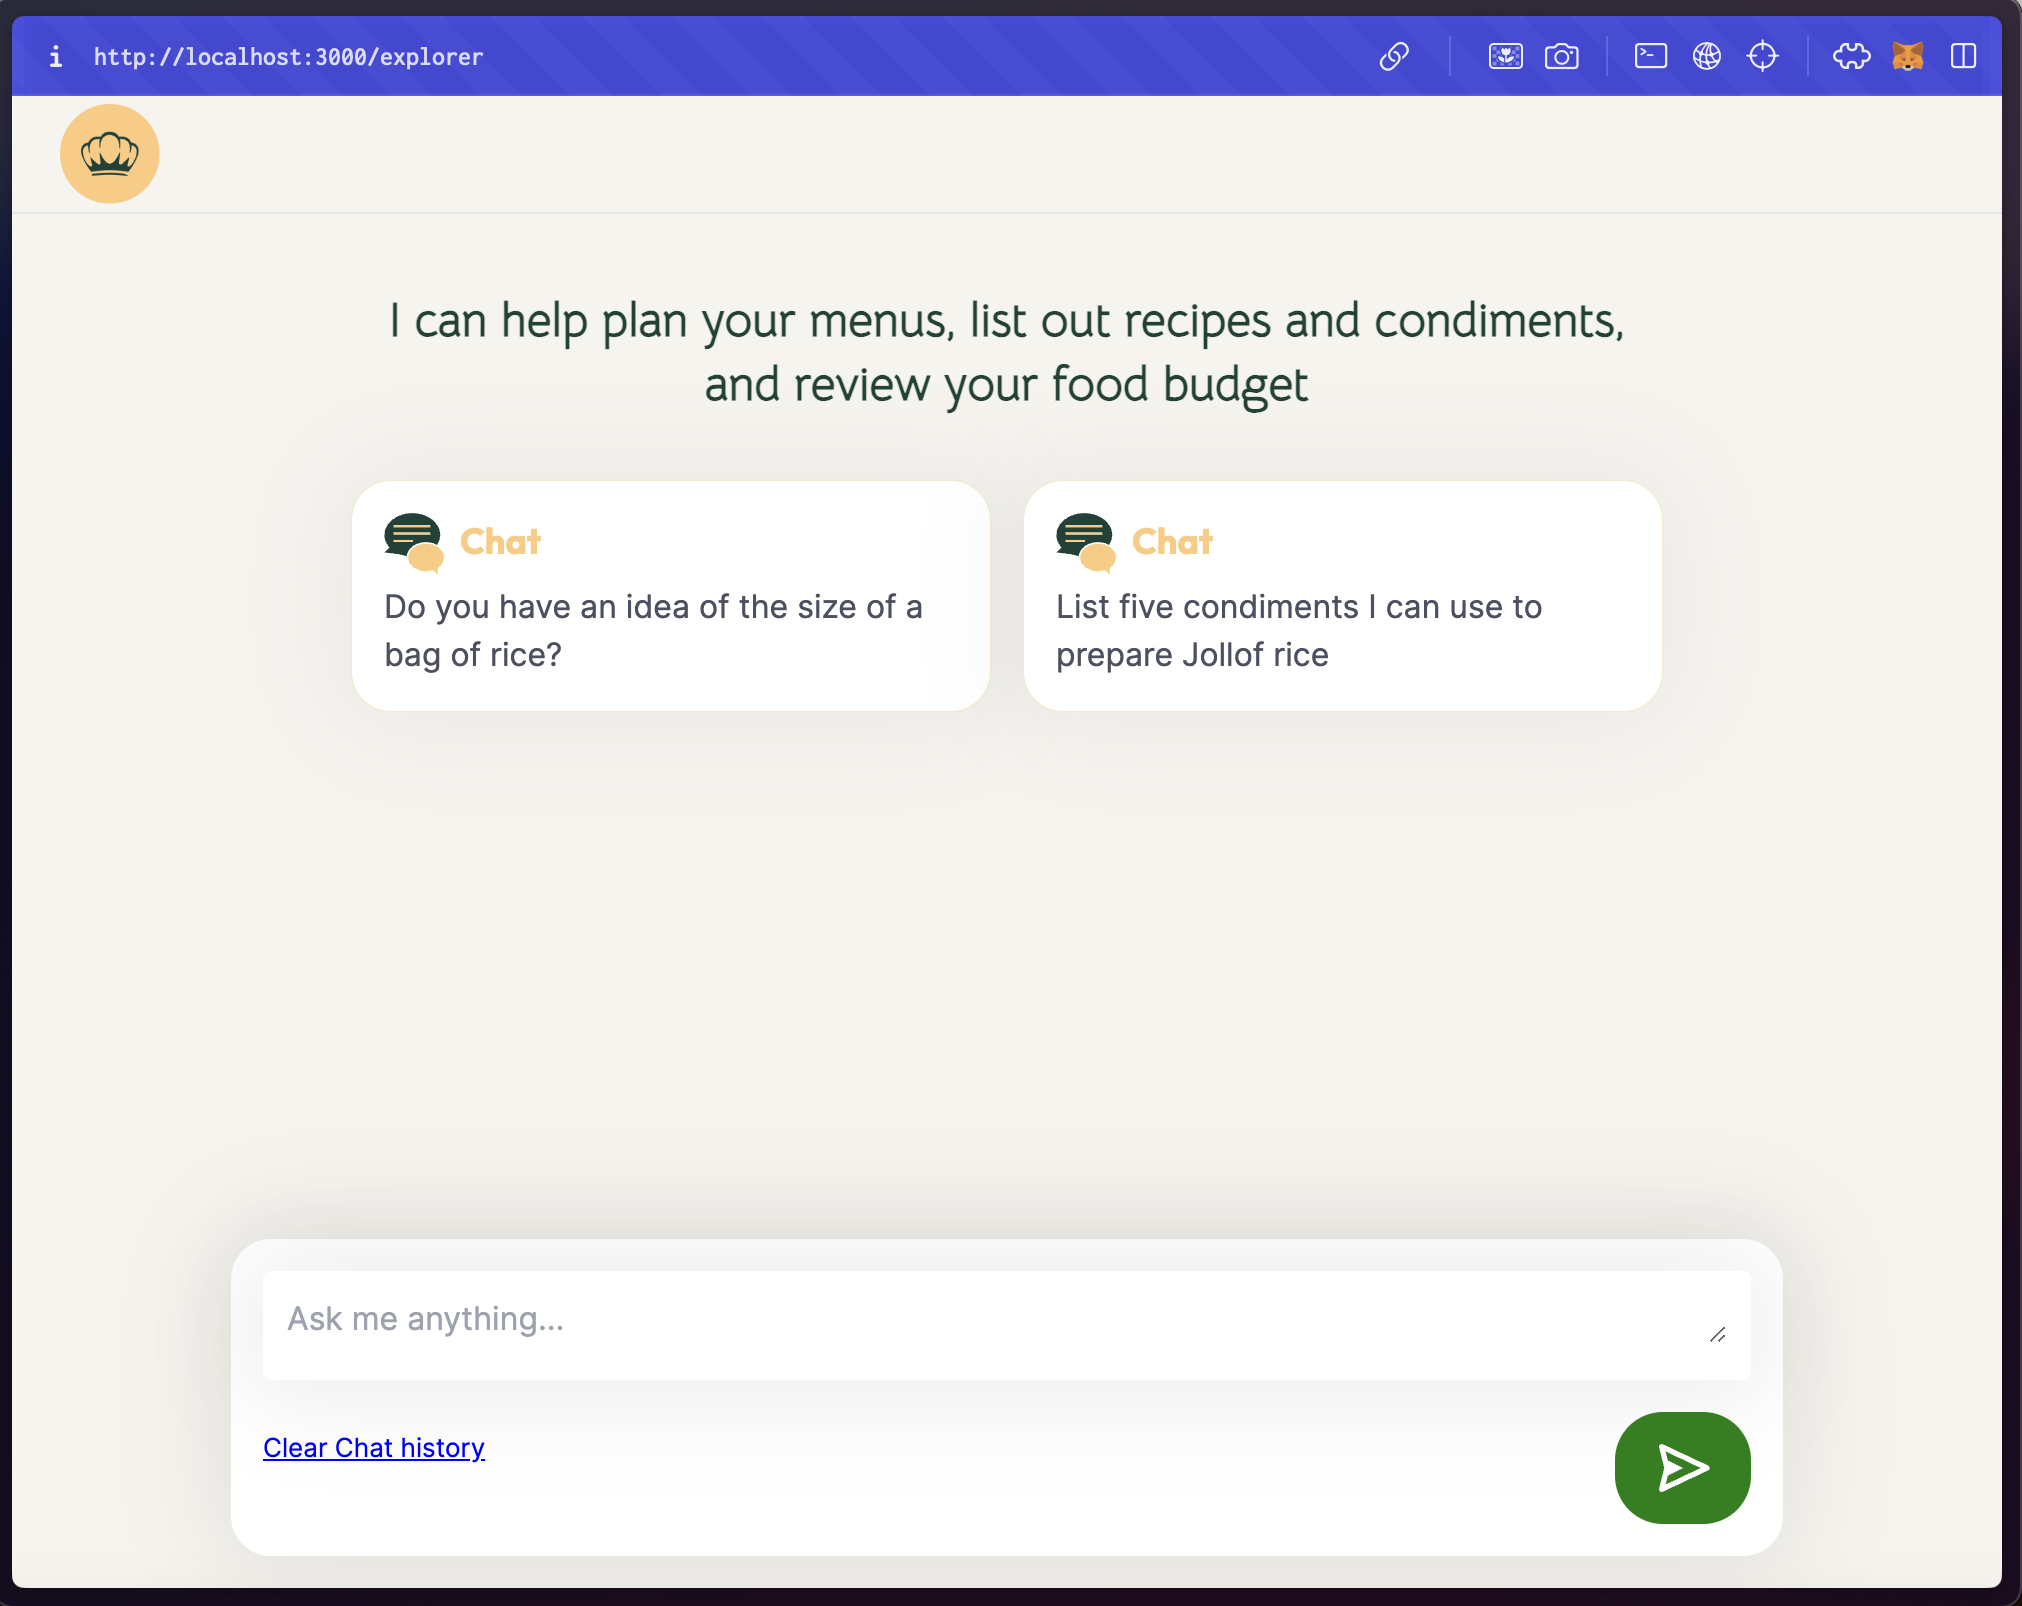 i http://localhost:3000/explorer
I can help plan your menus, list out recipes and condiments,
and review your food budget
Chat
Do you have an idea of the size of a
bag of rice?
Chat
List five condiments I can use to
prepare Jollof rice
Ask me anything...
Clear Chat history